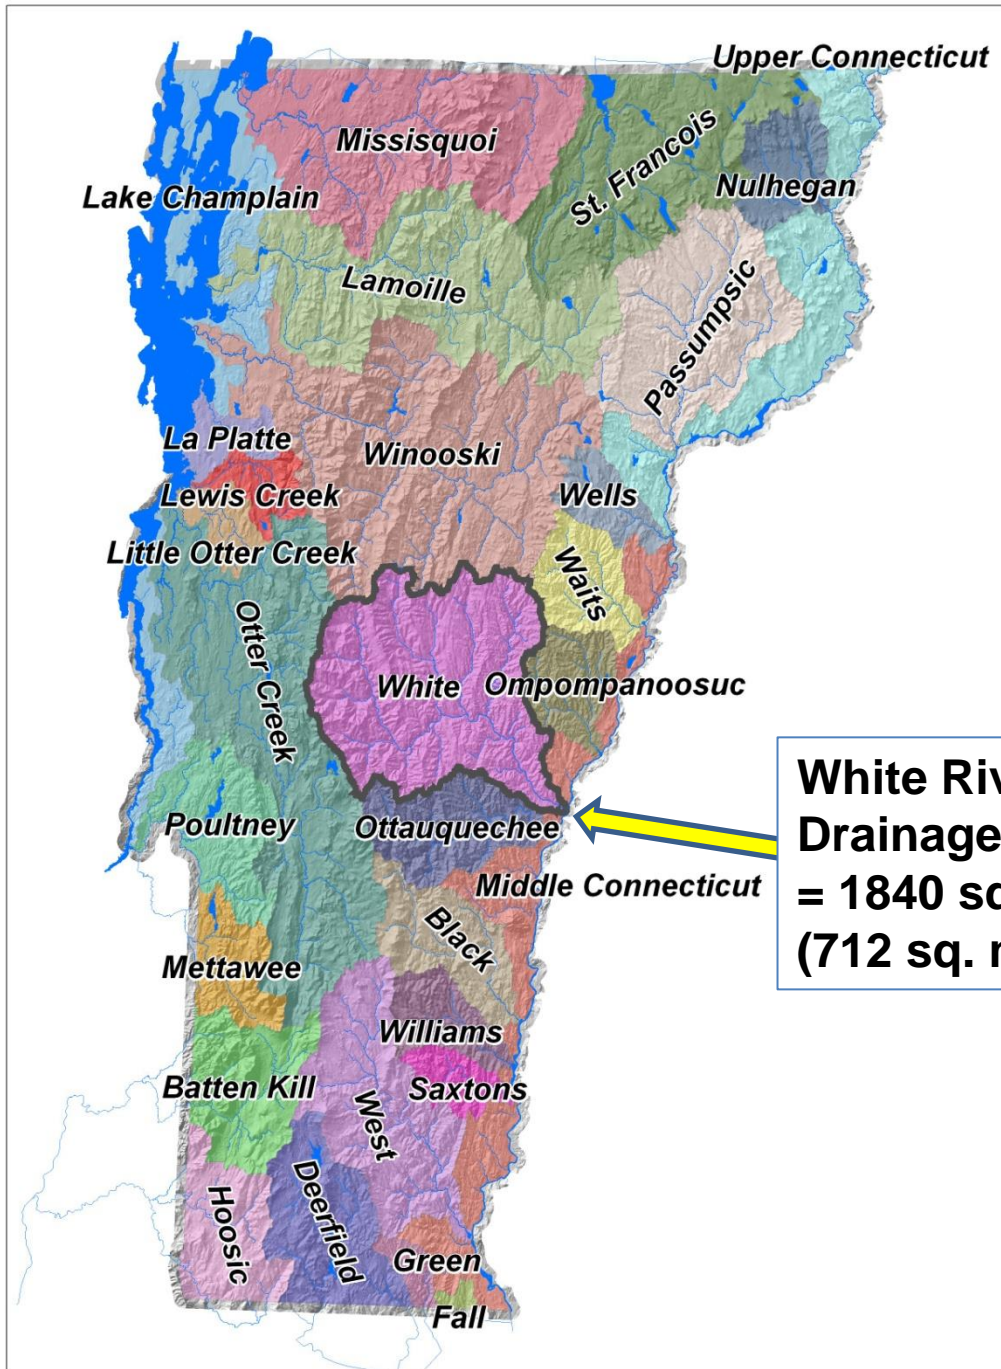 Upper Connecticut
Missisquoi
St. Francois
Nulhegan
Lake Champlain
Lamoille
Passumpsic
La Platte
Winooski
Lewis Creek
Wells
Little Otter Creek
Waits
Otter Creek
White
Ompompanoosuc
White Riv
Drainage
= 1840 sq
(712 sq. m
Poultney
Ottauquechee
Middle Connecticut
Black
Mettawee
Williams
Batten Kill
Saxtons
West
Hoosic
Deerfield
Green
Fall